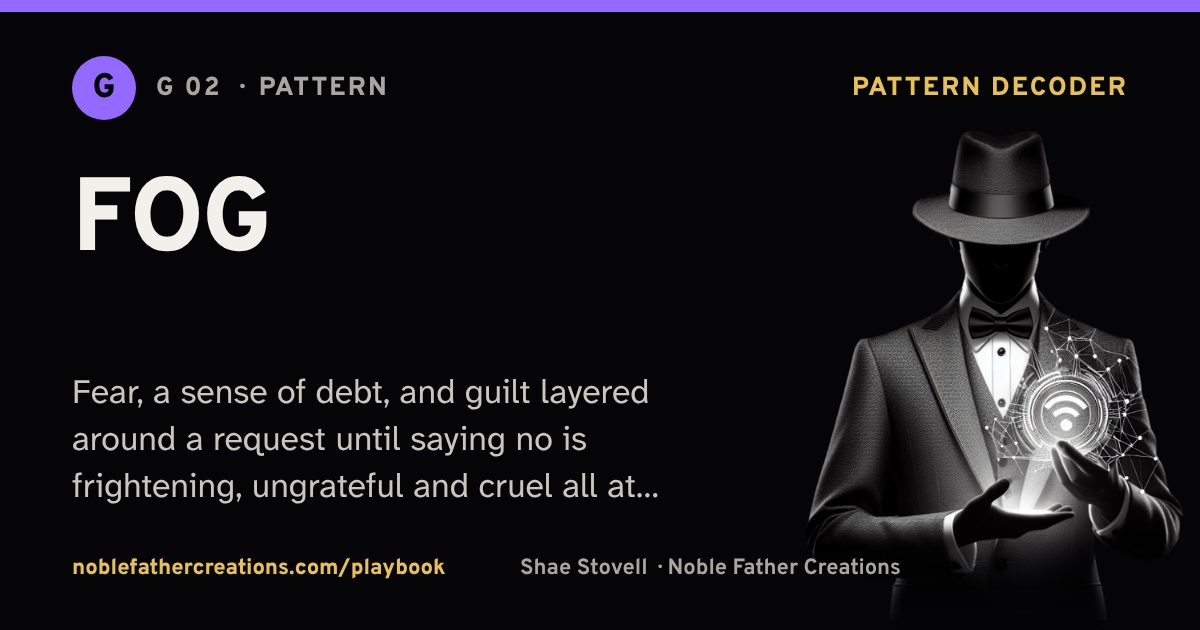 G
G 02 · PATTERN
PATTERN DECODER
FOG
Fear, a sense of debt, and guilt layered
around a request until saying no is
frightening, ungrateful and cruel all at...
noblefathercreations.com/playbook
Shae Stovell · Noble Father Creations